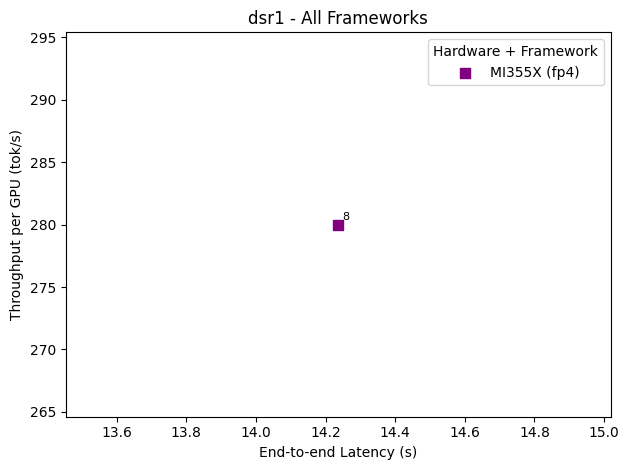 dsr1 - All Frameworks
Hardware + Framework
MI355X (fp4)
8
Throughput per GPU (tok/s)
295
290
285
280
275
270
265
13.6 13.8 14.0 14.2 14.4 14.6 14.8 15.0
End-to-end Latency (s)